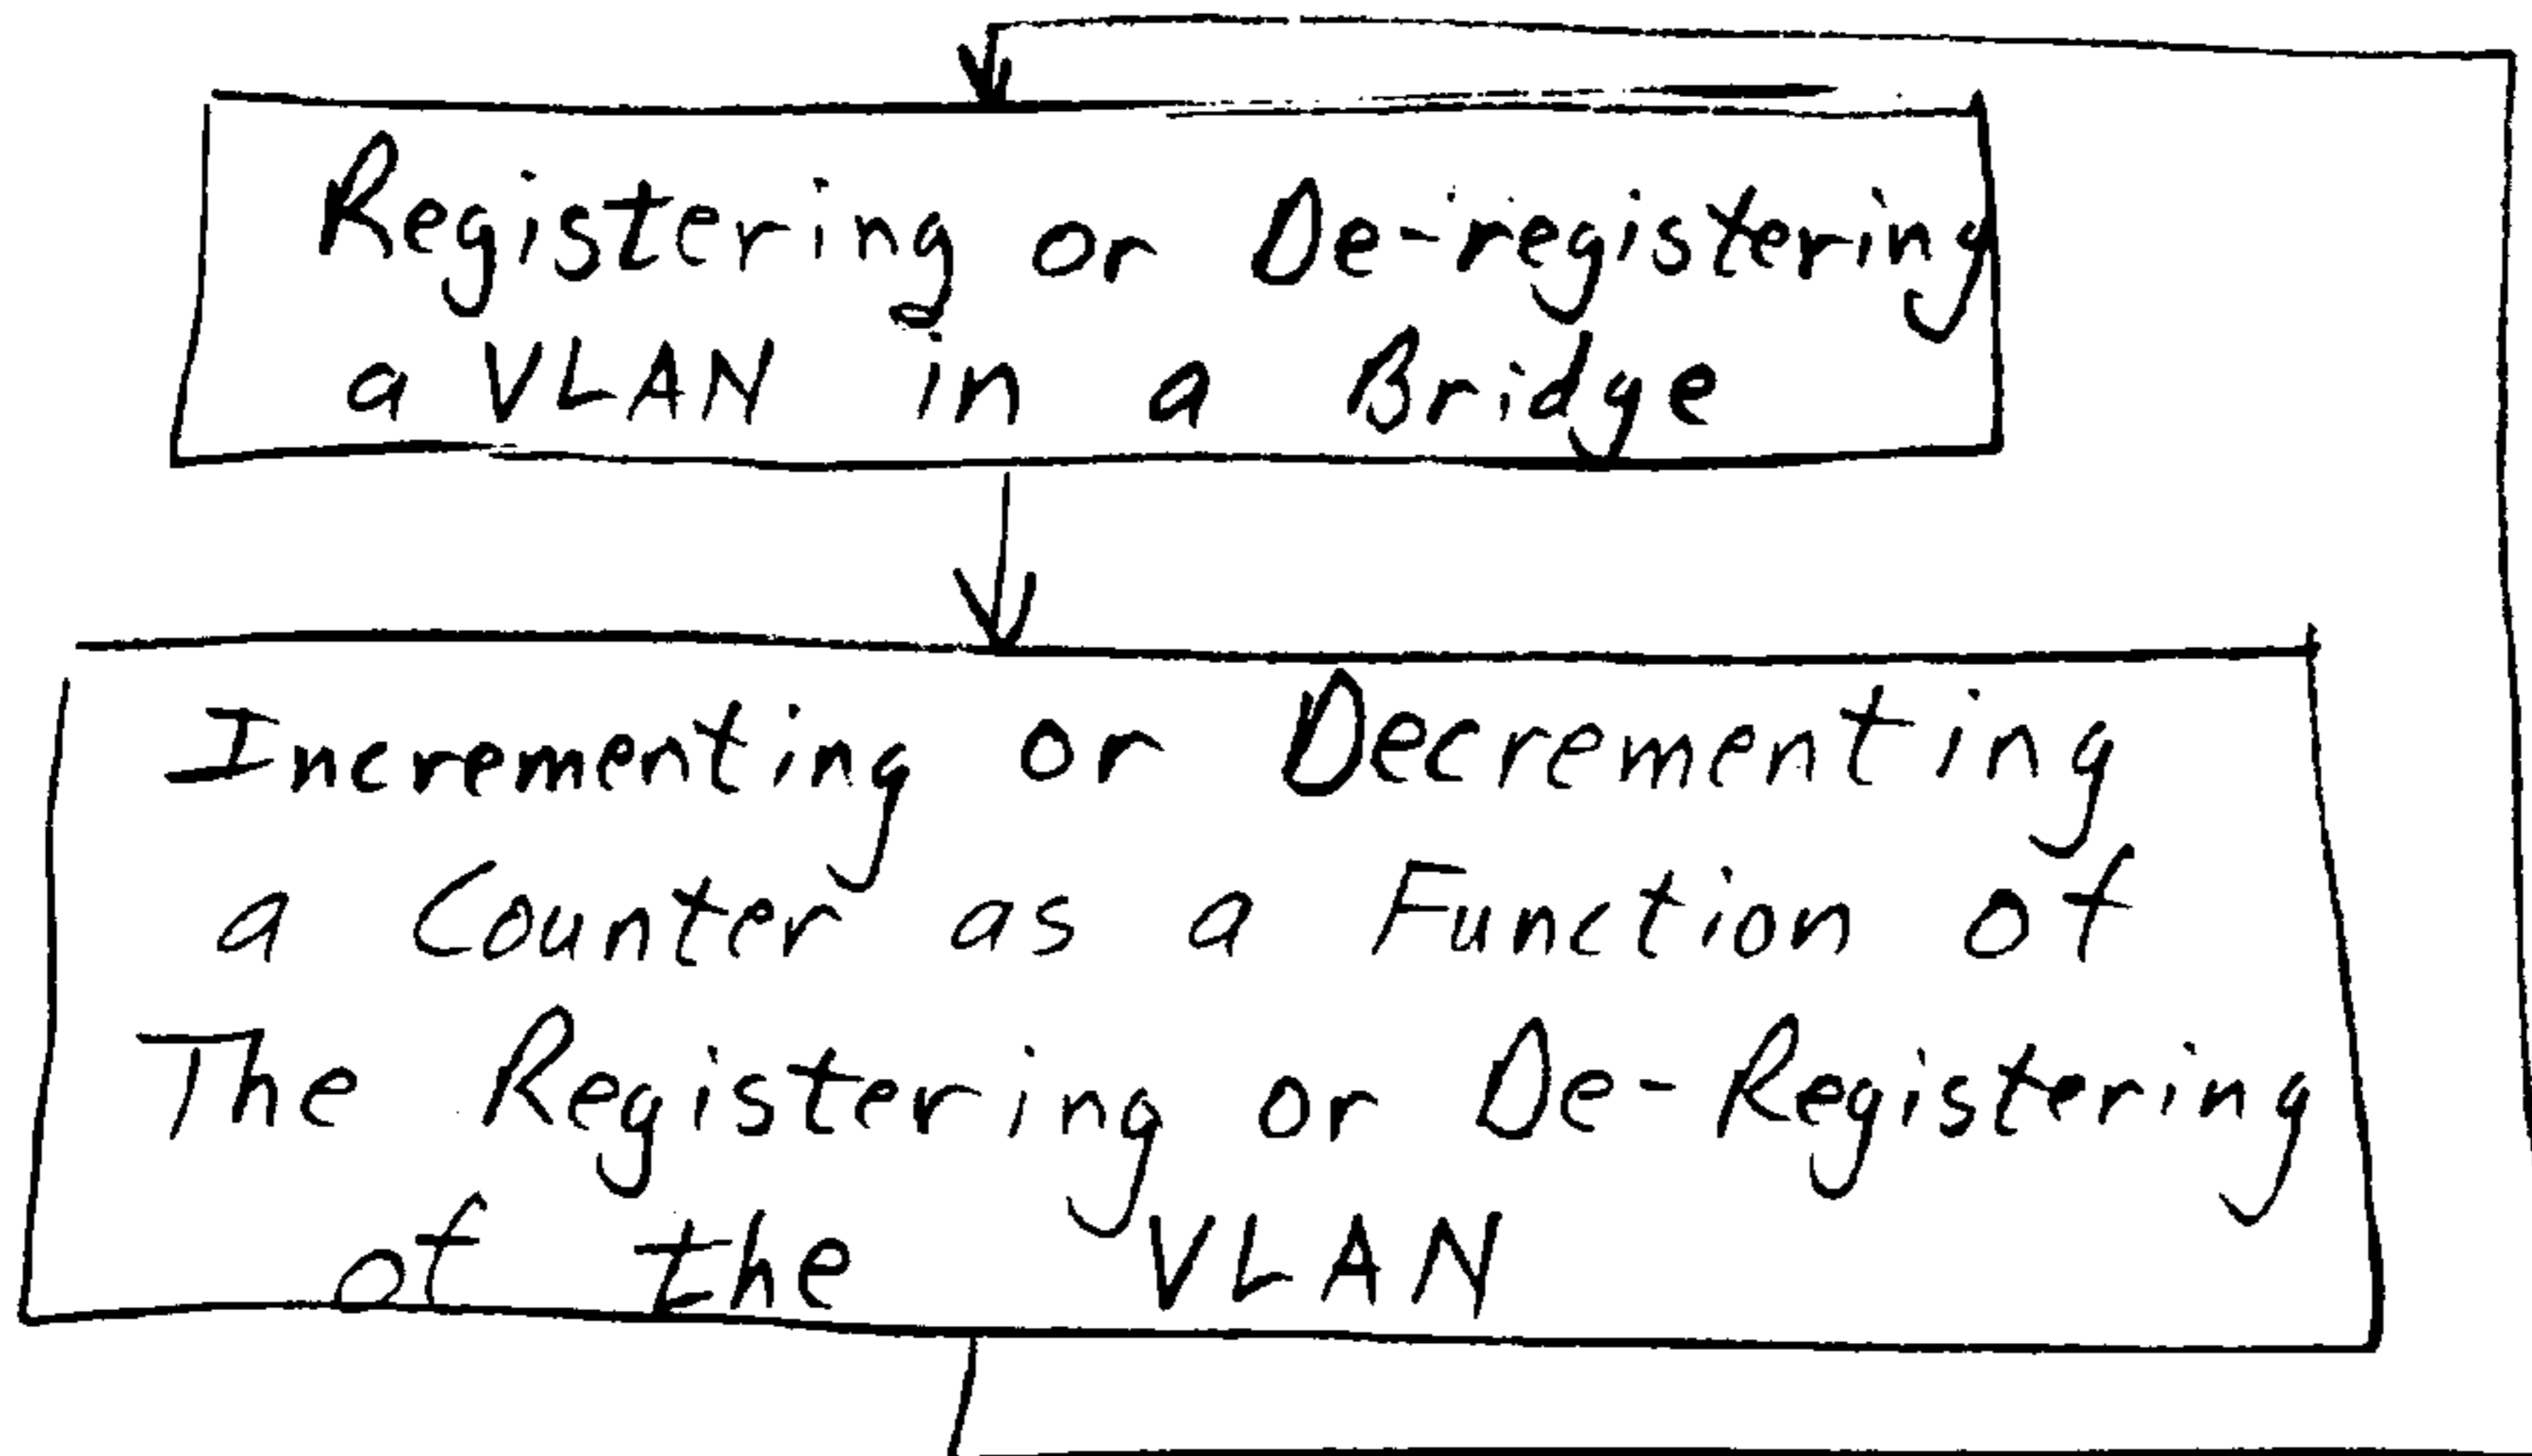 Registering or De-registering
a VLAN in a Bridge
Incrementing or Decrementing
a Counter as a Function of
The Registering or De-Registering
of the VLAN